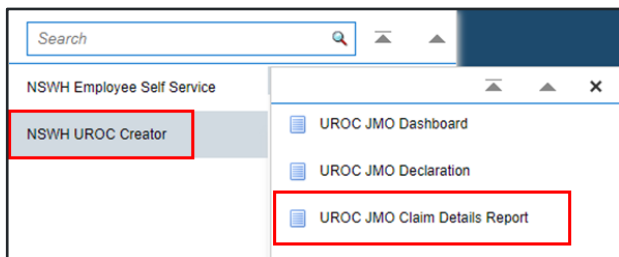 Search
NSWH Employee Self Service
NSWH UROC Creator
UROC JMO Dashboard
UROC JMO Declaration
UROC JMO Claim Details Report